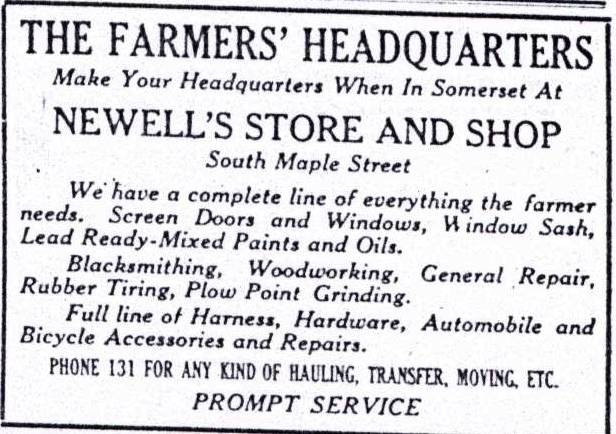 THE FARMERS' HEADQUARTERS
Make Your Headquarters When In Somerset At
NEWELL'S STORE AND SHOP
South Maple Street
We have a complete line of everything the farmer
needs. Screen Doors and Windows, Window Sash,
Lead Ready-Mixed Paints and Oils.
Blacksmithing, Woodworking, General Repair,
Rubber Tiring, Plow Point Grinding.
Full line of Harness, Hardware, Automobile and
Bicycle Accessories and Repairs.
PHONE 131 FOR ANY KIND OF HAULING, TRANSFER, MOVING, ETC.
PROMPT SERVICE